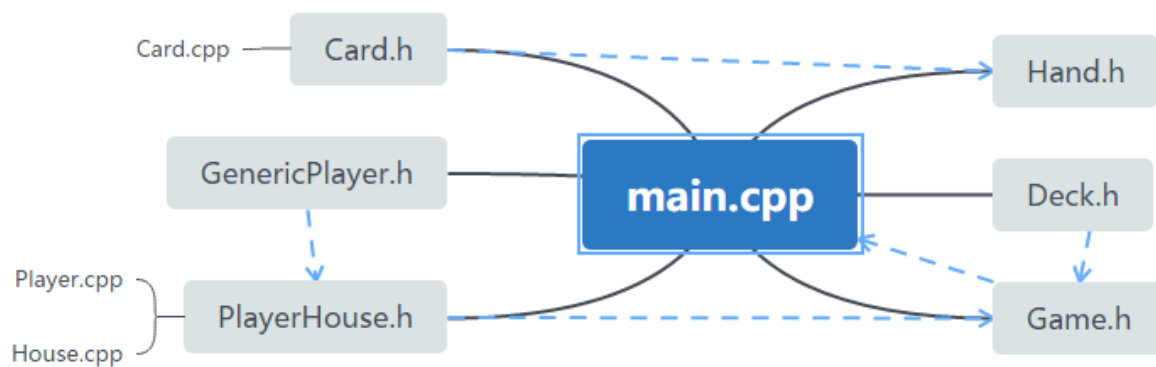 Card.cpp
Card.h
Hand.h
GenericPlayer.h
main.cpp
Deck.h
Player.cpp
PlayerHouse.h
House.cpp
Game.h